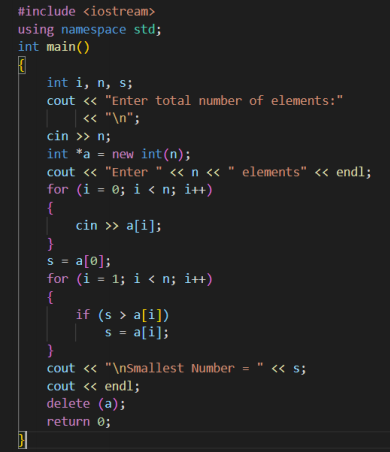 #include <iostream>
using namespace std;
int main()
{
    int i, n, s;
    cout << "Enter total number of elements:"
         << "\n";
    cin >> n;
    int *a = new int(n);
    cout << "Enter " << n << " elements" << endl;
    for (i = 0; i < n; i++)
    {
        cin >> a[i];
    }
    s = a[0];
    for (i = 1; i < n; i++)
    {
        if (s > a[i])
            s = a[i];
    }
    cout << "\nSmallest Number = " << s;
    cout << endl;
    delete (a);
    return 0;
}